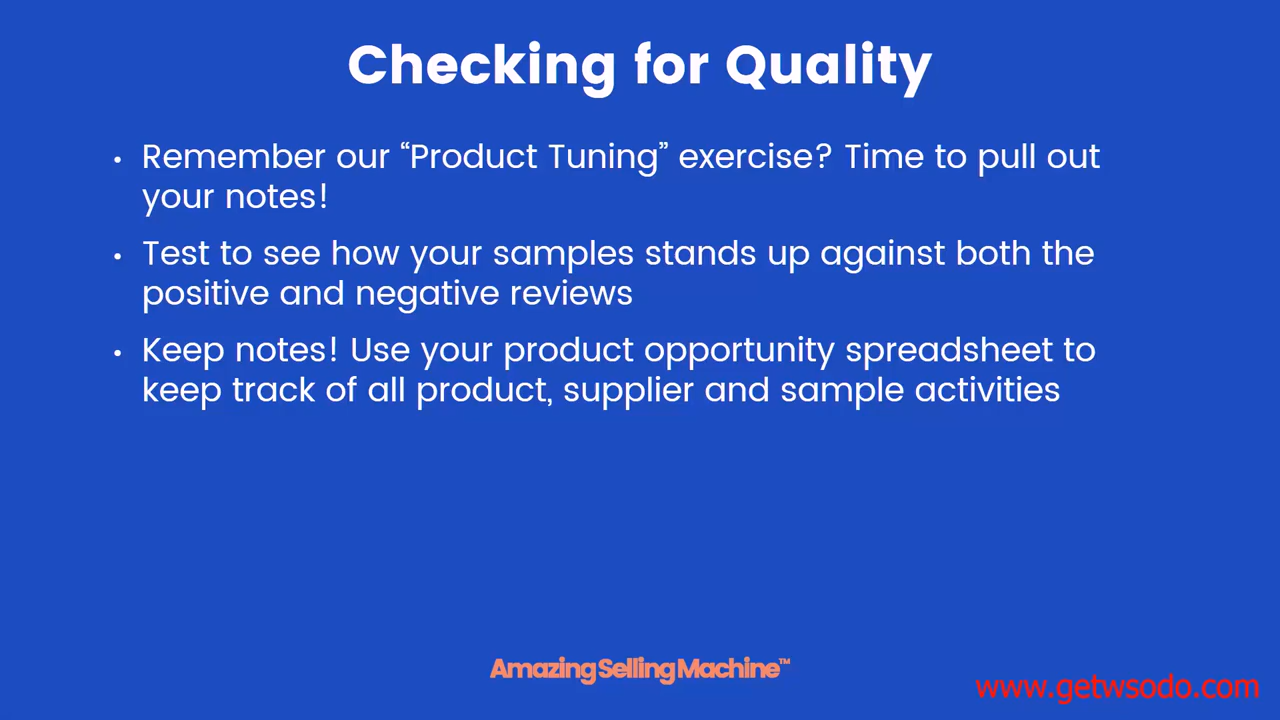 Checking for Quality
• Remember our “Product Tuning” exercise? Time to pull out
your notes!
• Test to see how your samples stands up against both the
positive and negative reviews
• Keep notes! Use your product opportunity spreadsheet to
keep track of all product, supplier and sample activities
Amazing Selling Machine™
www.getwsodo.com